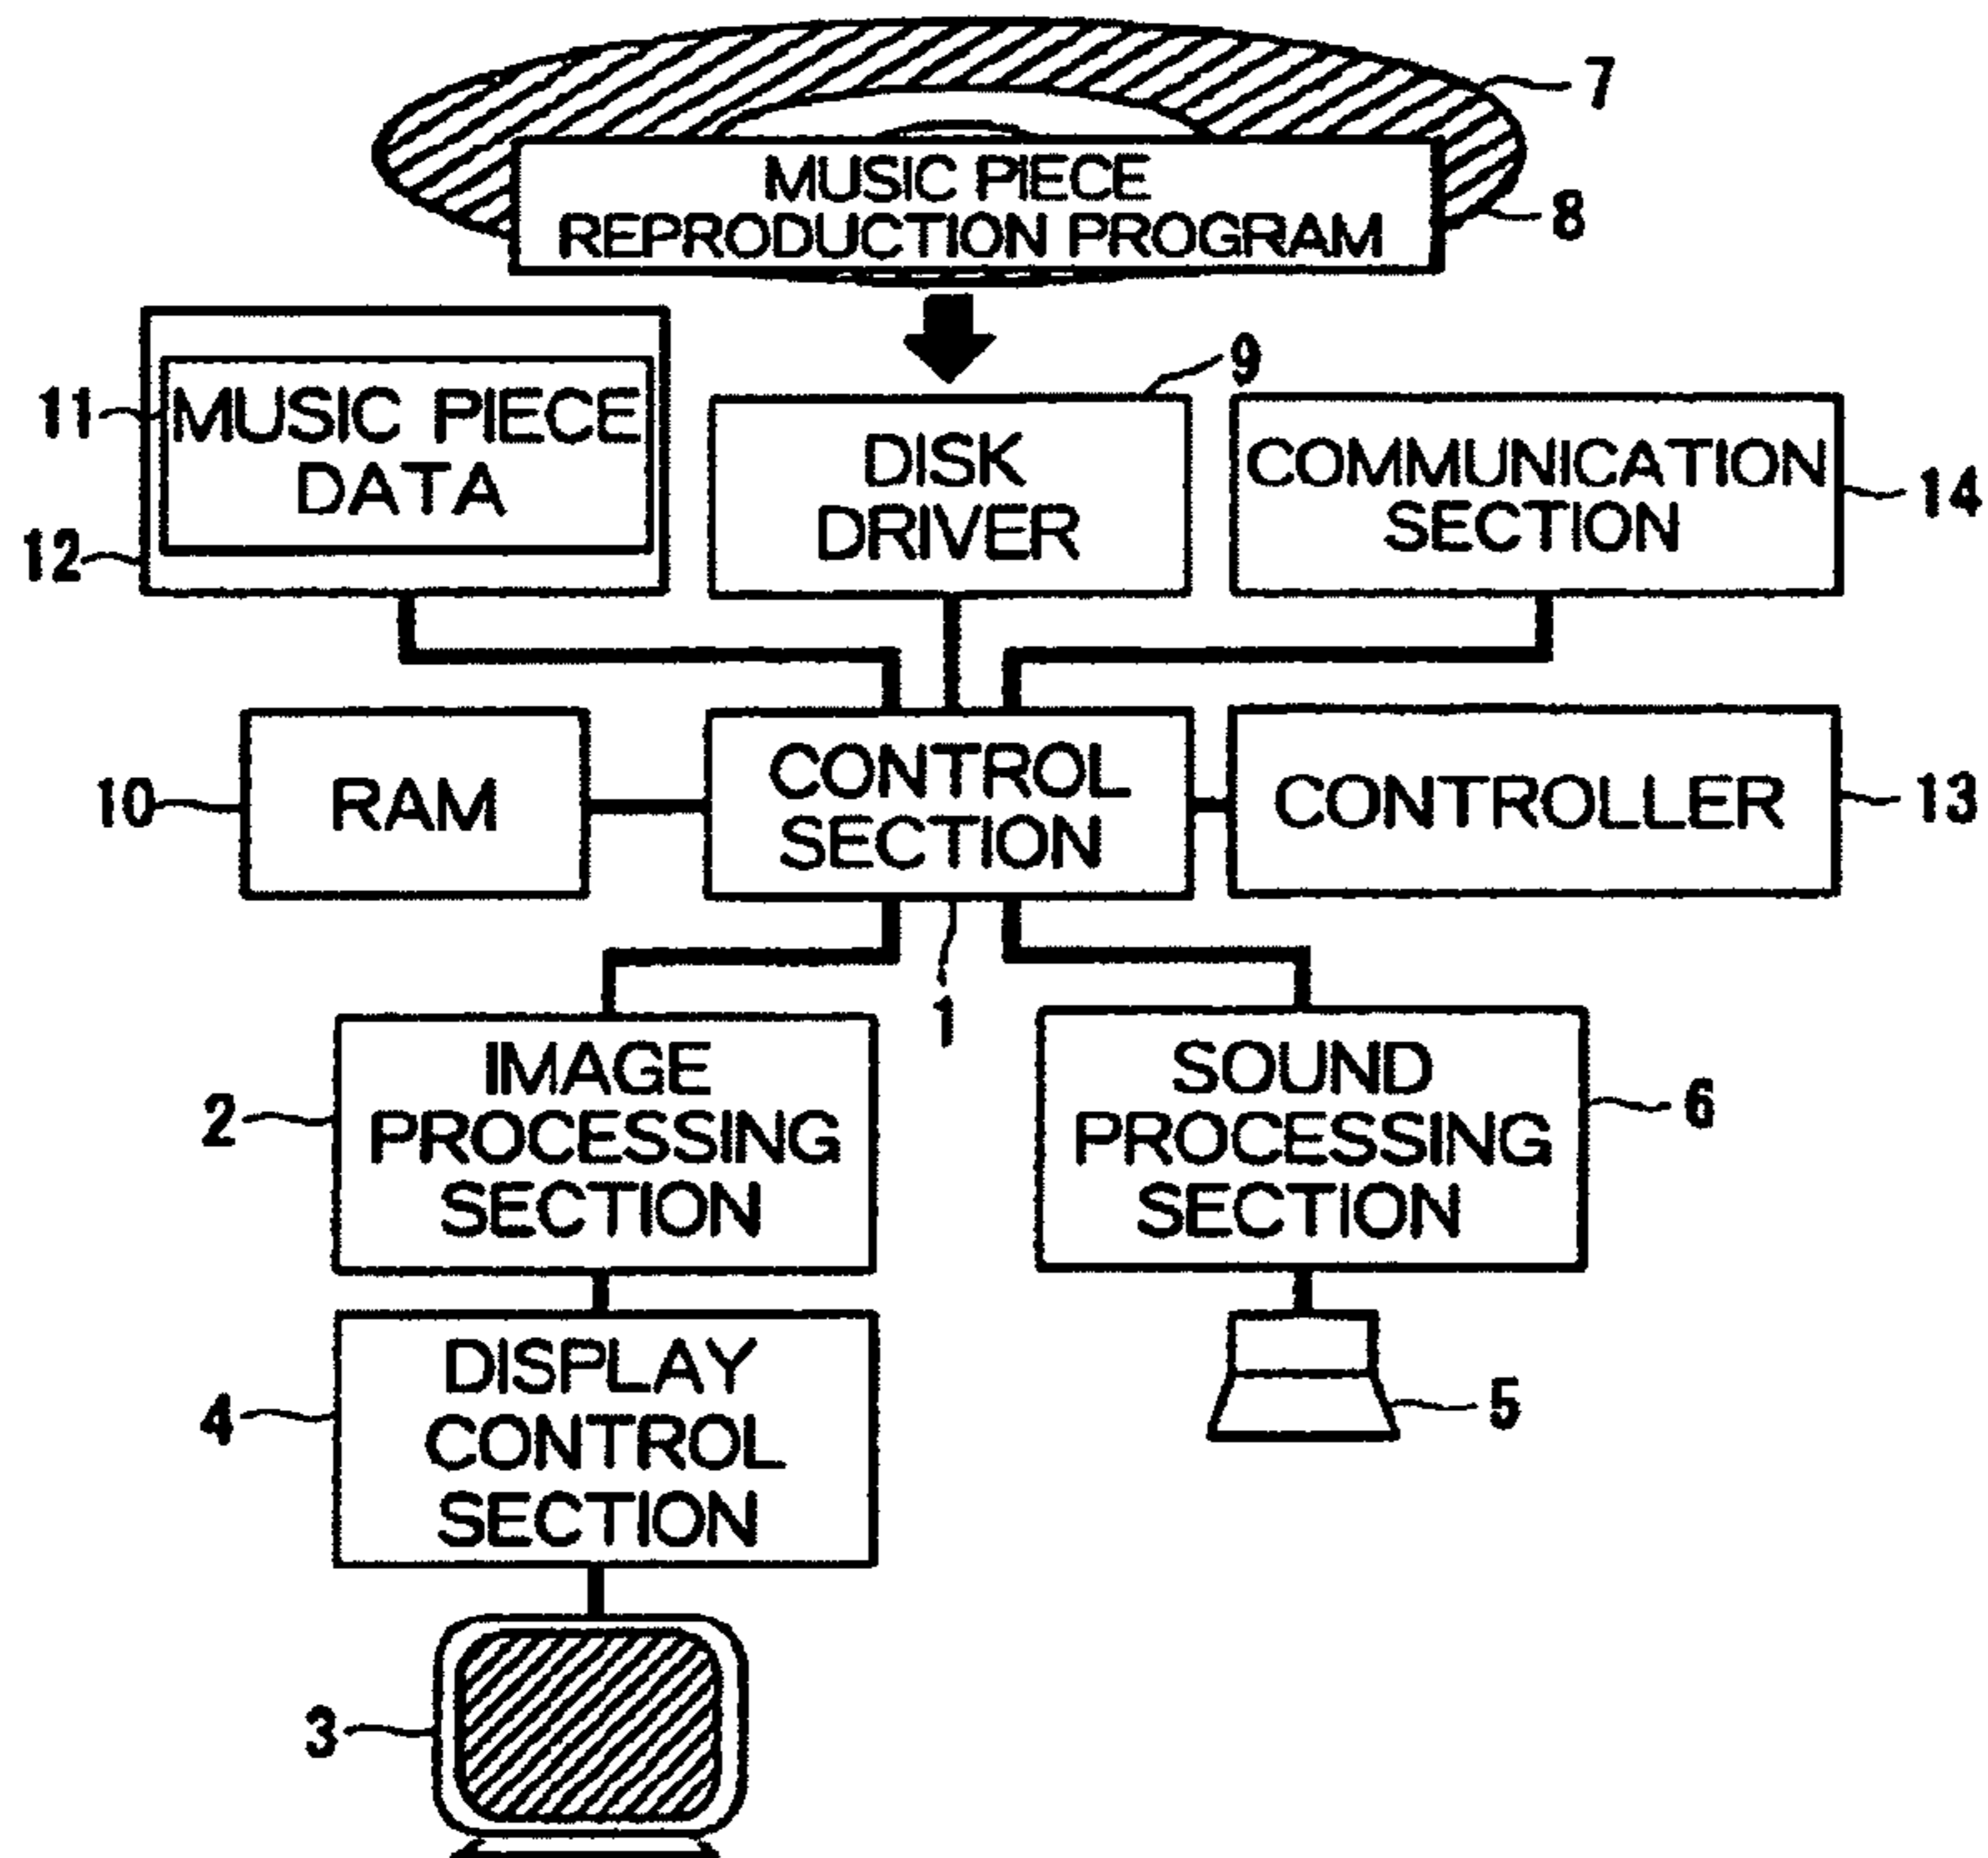 7
MUSIC PIECE
REPRODUCTION PROGRAM
8
11
MUSIC PIECE
DATA
12
9
DISK
DRIVER
COMMUNICATION
SECTION
14
10
RAM
CONTROL
SECTION
1
CONTROLLER
13
2
IMAGE
PROCESSING
SECTION
SOUND
PROCESSING
SECTION
6
4
DISPLAY
CONTROL
SECTION
5
3